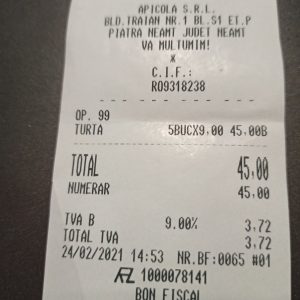 APICOLA S.R.L.
BLD.TRAIAN NR.1 BL.S1 ET.P
PIATRA NEAMT JUDET NEAMT
VA MULTUMIM!
*
C.I.F.:
RO9318238
OP. 99
TURTA 5BUCX9,00 45,00B
TOTAL 45,00
NUMERAR 45,00
TVA B 9.00% 3,72
TOTAL TVA 3,72
24/02/2021 14:53 NR.BF:0065 #01
1000078141
BON FISCAL